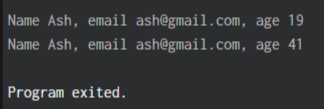 Name Ash, email ash@gmail.com, age 19
Name Ash, email ash@gmail.com, age 41
Program exited.